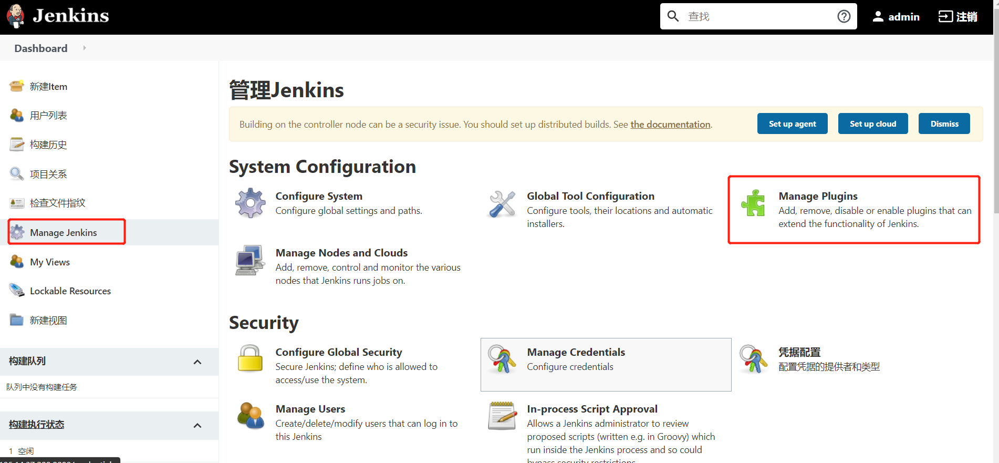 Jenkins
查找
admin
注销
Dashboard
新建Item
用户列表
构建历史
项目关系
检查文件指纹
Manage Jenkins
My Views
Lockable Resources
新建视图
构建队列
队列中没有构建任务
构建执行状态
1 空闲
管理Jenkins
Building on the controller node can be a security issue. You should set up distributed builds. See the documentation.
Set up agent
Set up cloud
Dismiss
System Configuration
Configure System
Configure global settings and paths.
Global Tool Configuration
Configure tools, their locations and automatic
installers.
Manage Plugins
Add, remove, disable or enable plugins that can
extend the functionality of Jenkins.
Manage Nodes and Clouds
Add, remove, control and monitor the various
nodes that Jenkins runs jobs on.
Security
Configure Global Security
Secure Jenkins; define who is allowed to
access/use the system.
Manage Credentials
Configure credentials
凭据配置
配置凭据的提供者和类型
Manage Users
Create/delete/modify users that can log in to
this Jenkins
In-process Script Approval
Allows a Jenkins administrator to review
proposed scripts (written e.g. in Groovy) which
run inside the Jenkins process and so could
bypass security restrictions.